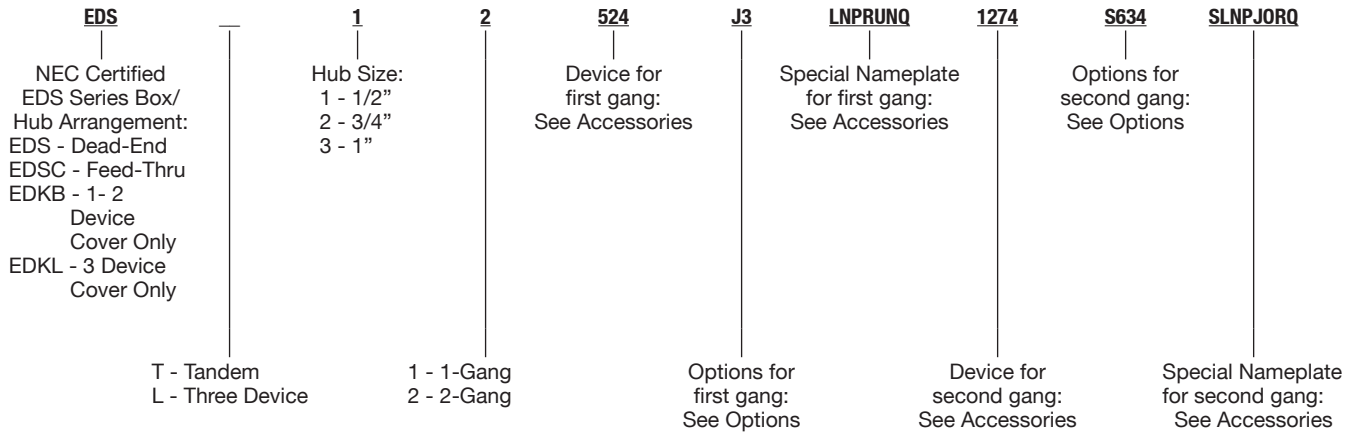 EDS __ 1 2 524 J3 LNPRUNQ 1274 S634 SLNPJ0RQ
NEC Certified
EDS Series Box/
Hub Arrangement:
EDS - Dead-End
EDSC - Feed-Thru
EDKB - 1- 2
Device
Cover Only
EDKL - 3 Device
Cover Only
T - Tandem
L - Three Device
Hub Size:
1 - 1/2”
2 - 3/4”
3 - 1”
1 - 1-Gang
2 - 2-Gang
Device for
first gang:
See Accessories
Options for
first gang:
See Options
Special Nameplate
for first gang:
See Accessories
Device for
second gang:
See Accessories
Options for
second gang:
See Options
Special Nameplate
for second gang:
See Accessories